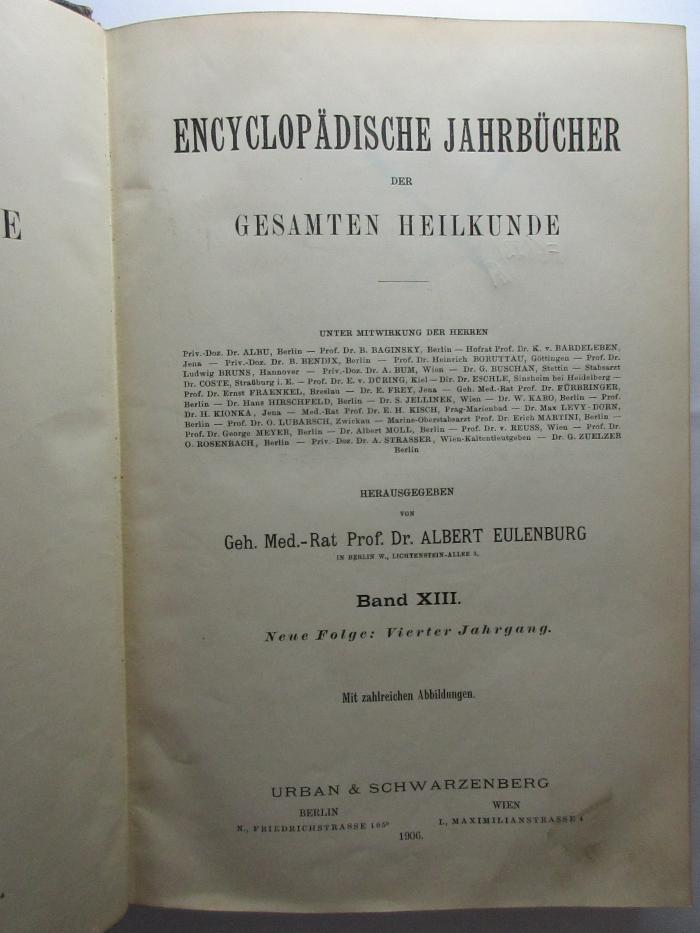 E
ENCYCLOPÄDISCHE JAHRBÜCHER
DER
GESAMTEN HEILKUNDE
UNTER MITWIRKUNG DER HERREN
Priv.-Doz. Dr. ALBU, Berlin — Prof. Dr. B. BAGINSKY, Berlin — Hofrat Prof. Dr. K. v. BARDELEBEN,
Jena — Priv.-Doz. Dr. B. BENDIX, Berlin — Prof. Dr. Heinrich BORUTTAU, Göttingen — Prof. Dr.
Ludwig BRUNS, Hannover — Priv.-Doz. Dr. A. BUM, Wien — Dr. G. BUSCHAN, Stettin — Stabsarzt
Dr. COSTE, Straßburg i. E. — Prof. Dr. E. v. DÜRING, Kiel — Dir. Dr. ESCHLE, Sinsheim bei Heidelberg —
Prof. Dr. Ernst FRAENKEL, Breslau — Dr. E. FREY, Jena — Geh. Med.-Rat Prof. Dr. FÜRBRINGER,
Berlin — Dr. Hans HIRSCHFELD, Berlin — Dr. S. JELLINEK, Wien — Dr. W. KARO, Berlin — Prof.
Dr. H. KIONKA, Jena — Med.-Rat Prof. Dr. E. H. KISCH, Prag-Marienbad — Dr. Max LEVY-DORN,
Berlin — Prof. Dr. O. LUBARSCH, Zwickau — Marine-Oberstabsarzt Prof. Dr. Erich MARTINI, Berlin —
Prof. Dr. George MEYER, Berlin — Dr. Albert MOLL, Berlin — Prof. Dr. v. REUSS, Wien — Prof. Dr.
O. ROSENBACH, Berlin — Priv.-Doz. Dr. A. STRASSER, Wien-Kaltenleutgeben — Dr. G. ZUELZER
Berlin
HERAUSGEGEBEN
VON
Geh. Med.-Rat Prof. Dr. ALBERT EULENBURG
IN BERLIN W., LICHTENSTEIN-ALLEE 3.
Band XIII.
Neue Folge: Vierter Jahrgang.
Mit zahlreichen Abbildungen.
URBAN & SCHWARZENBERG
BERLIN WIEN
N., FRIEDRICHSTRASSE 105ᴮ I., MAXIMILIANSTRASSE 4
1906.